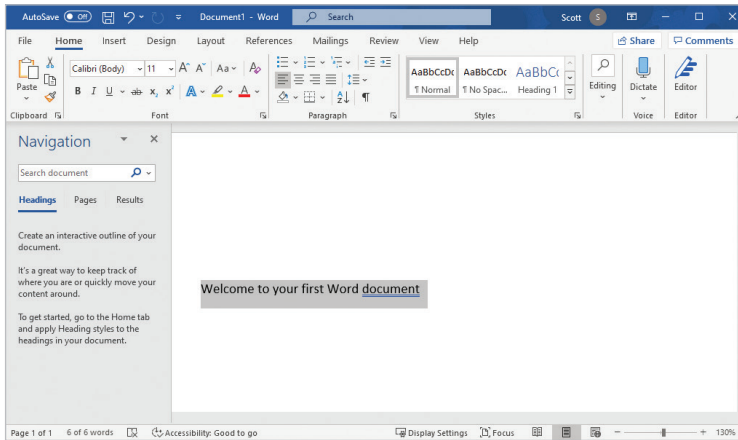 AutoSave Off Document1 - Word Search Scott S
File Home Insert Design Layout References Mailings Review View Help Share Comments
Calibri (Body) 11 A A Aa A
Paste B I U ab x, x² A A AaBbCcDc AaBbCcDc AaBbCc Editing Dictate Editor
¶ Normal ¶ No Spac... Heading 1
Clipboard Font Paragraph Styles Voice Editor
Navigation
Search document
Headings Pages Results
Create an interactive outline of your
document.
It's a great way to keep track of
where you are or quickly move your
content around.
To get started, go to the Home tab
and apply Heading styles to the
headings in your document.
Welcome to your first Word document
Page 1 of 1 6 of 6 words Accessibility: Good to go Display Settings Focus 130%